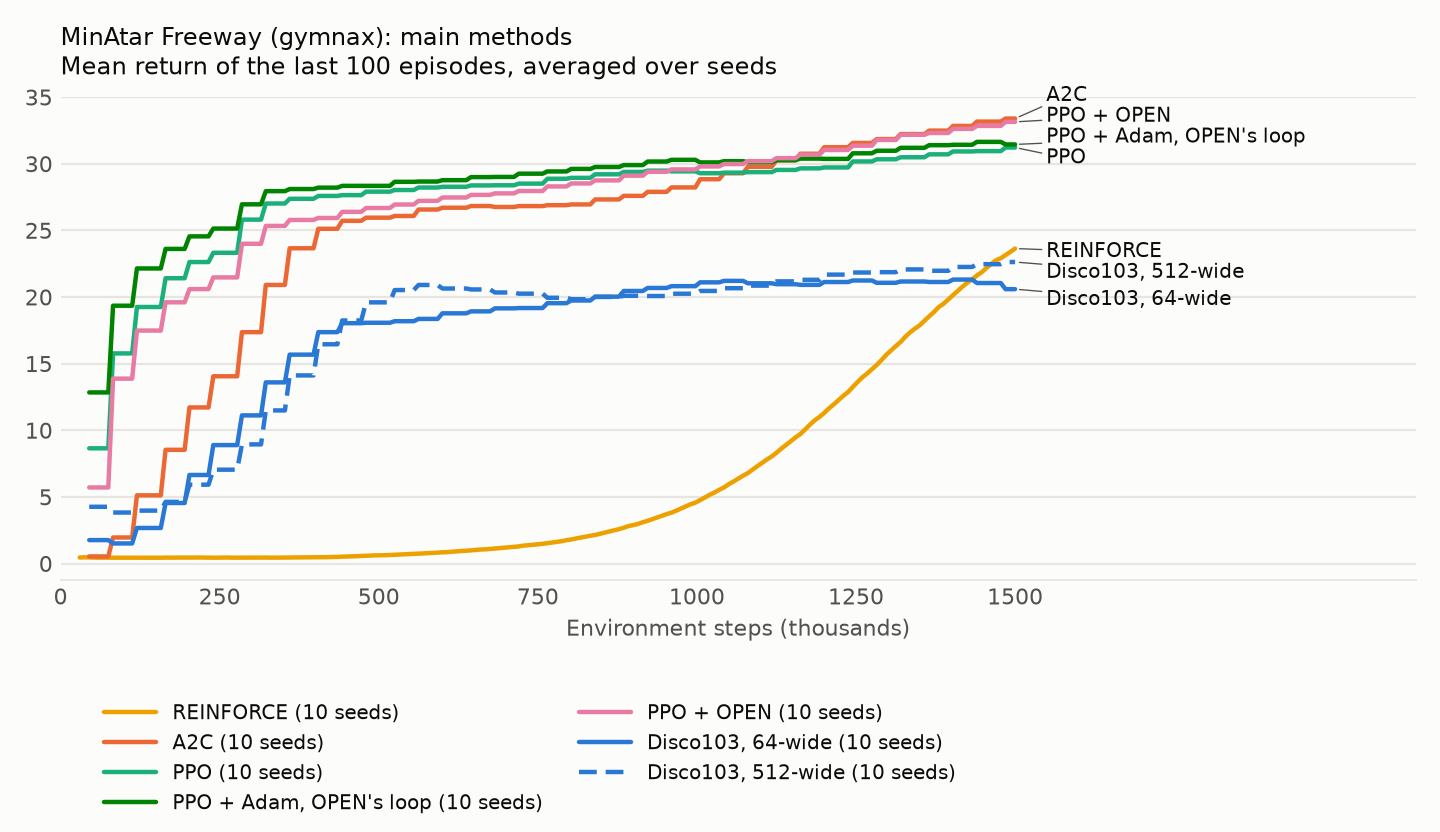 MinAtar Freeway (gymnax): main methods
Mean return of the last 100 episodes, averaged over seeds
35
30
25
20
15
10
5
0
A2C
PPO + OPEN
PPO + Adam, OPEN's loop
PPO
REINFORCE
Disco103, 512-wide
Disco103, 64-wide
0 250 500 750 1000 1250 1500
Environment steps (thousands)
REINFORCE (10 seeds)
A2C (10 seeds)
PPO (10 seeds)
PPO + Adam, OPEN's loop (10 seeds)
PPO + OPEN (10 seeds)
Disco103, 64-wide (10 seeds)
Disco103, 512-wide (10 seeds)